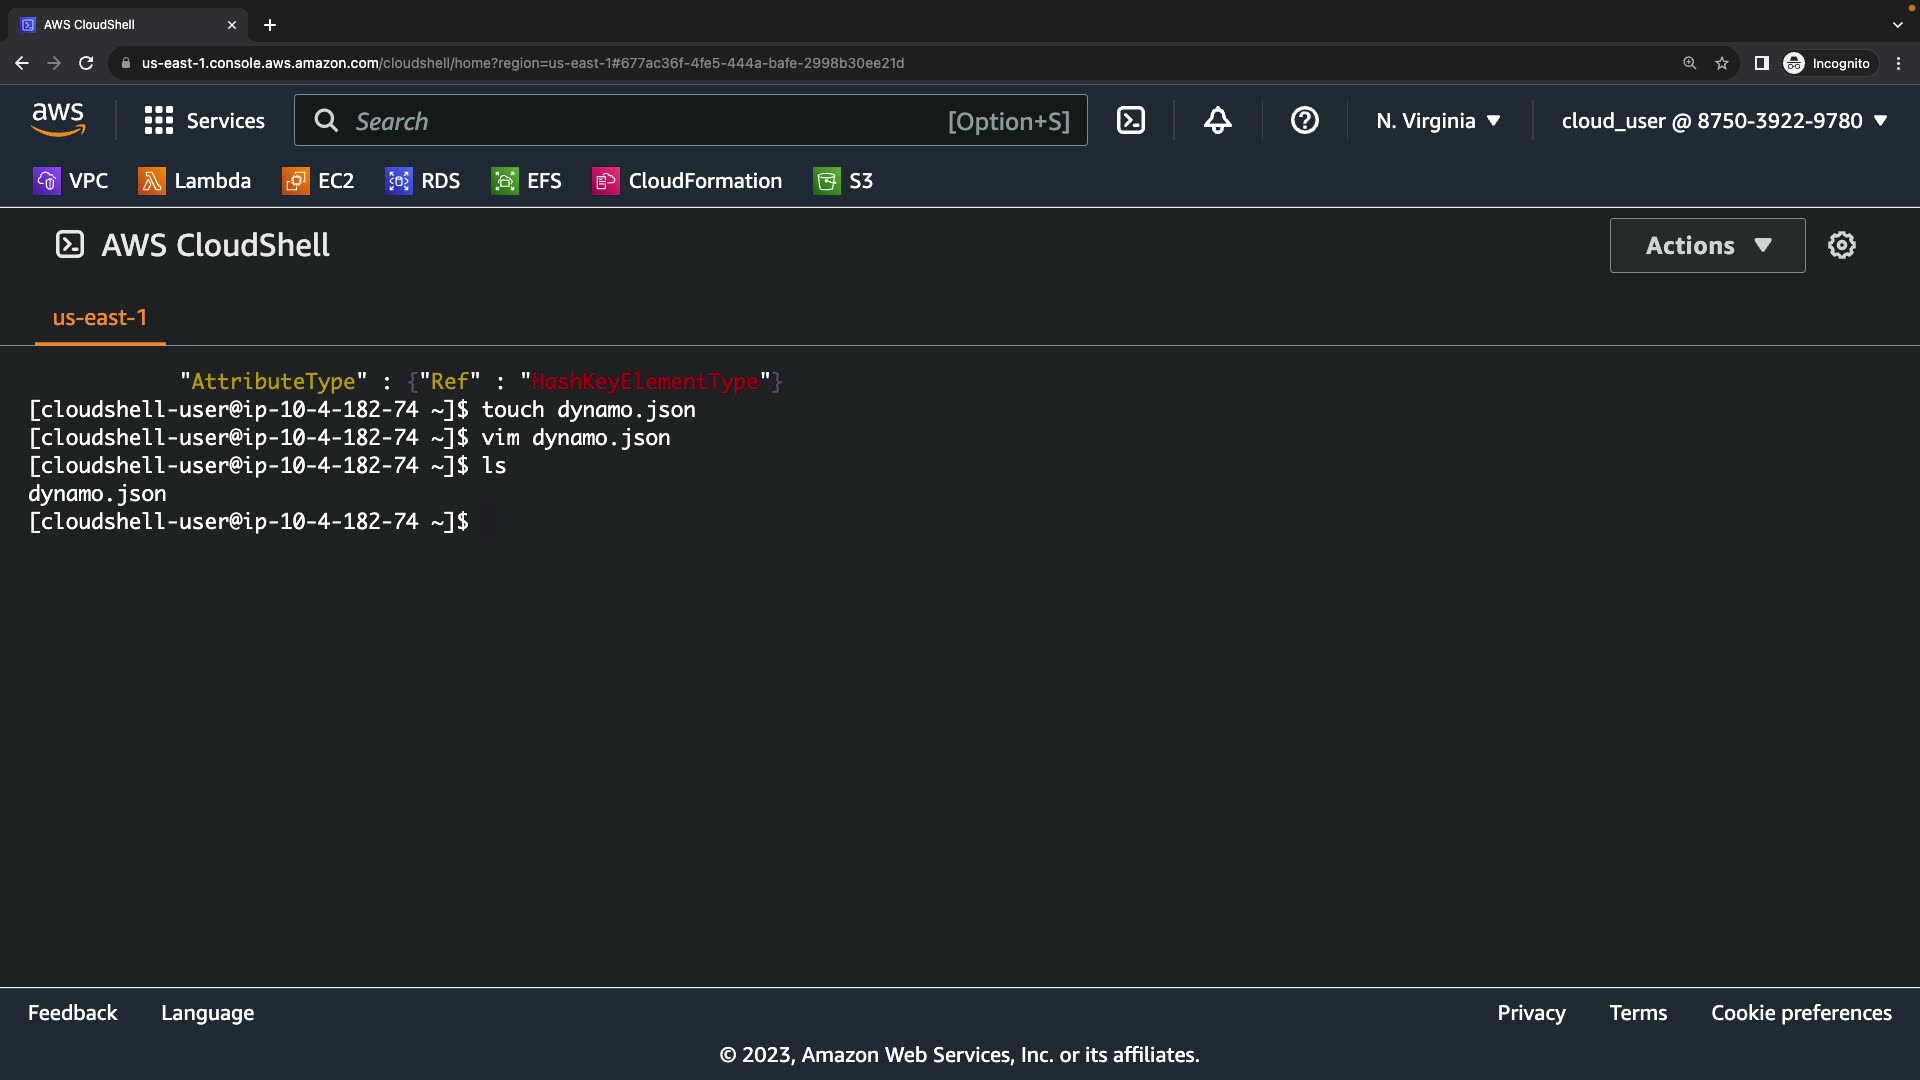 AWS CloudShell
us-east-1.console.aws.amazon.com/cloudshell/home?region=us-east-1#677ac36f-4fe5-444a-bafe-2998b30ee21d
Incognito
aws
Services
Search
[Option+S]
N. Virginia
cloud_user @ 8750-3922-9780
VPC
Lambda
EC2
RDS
EFS
CloudFormation
S3
AWS CloudShell
Actions
us-east-1
"AttributeType" : {"Ref" : "HashKeyElementType"}
[cloudshell-user@ip-10-4-182-74 ~]$ touch dynamo.json
[cloudshell-user@ip-10-4-182-74 ~]$ vim dynamo.json
[cloudshell-user@ip-10-4-182-74 ~]$ ls
dynamo.json
[cloudshell-user@ip-10-4-182-74 ~]$
Feedback
Language
Privacy
Terms
Cookie preferences
© 2023, Amazon Web Services, Inc. or its affiliates.